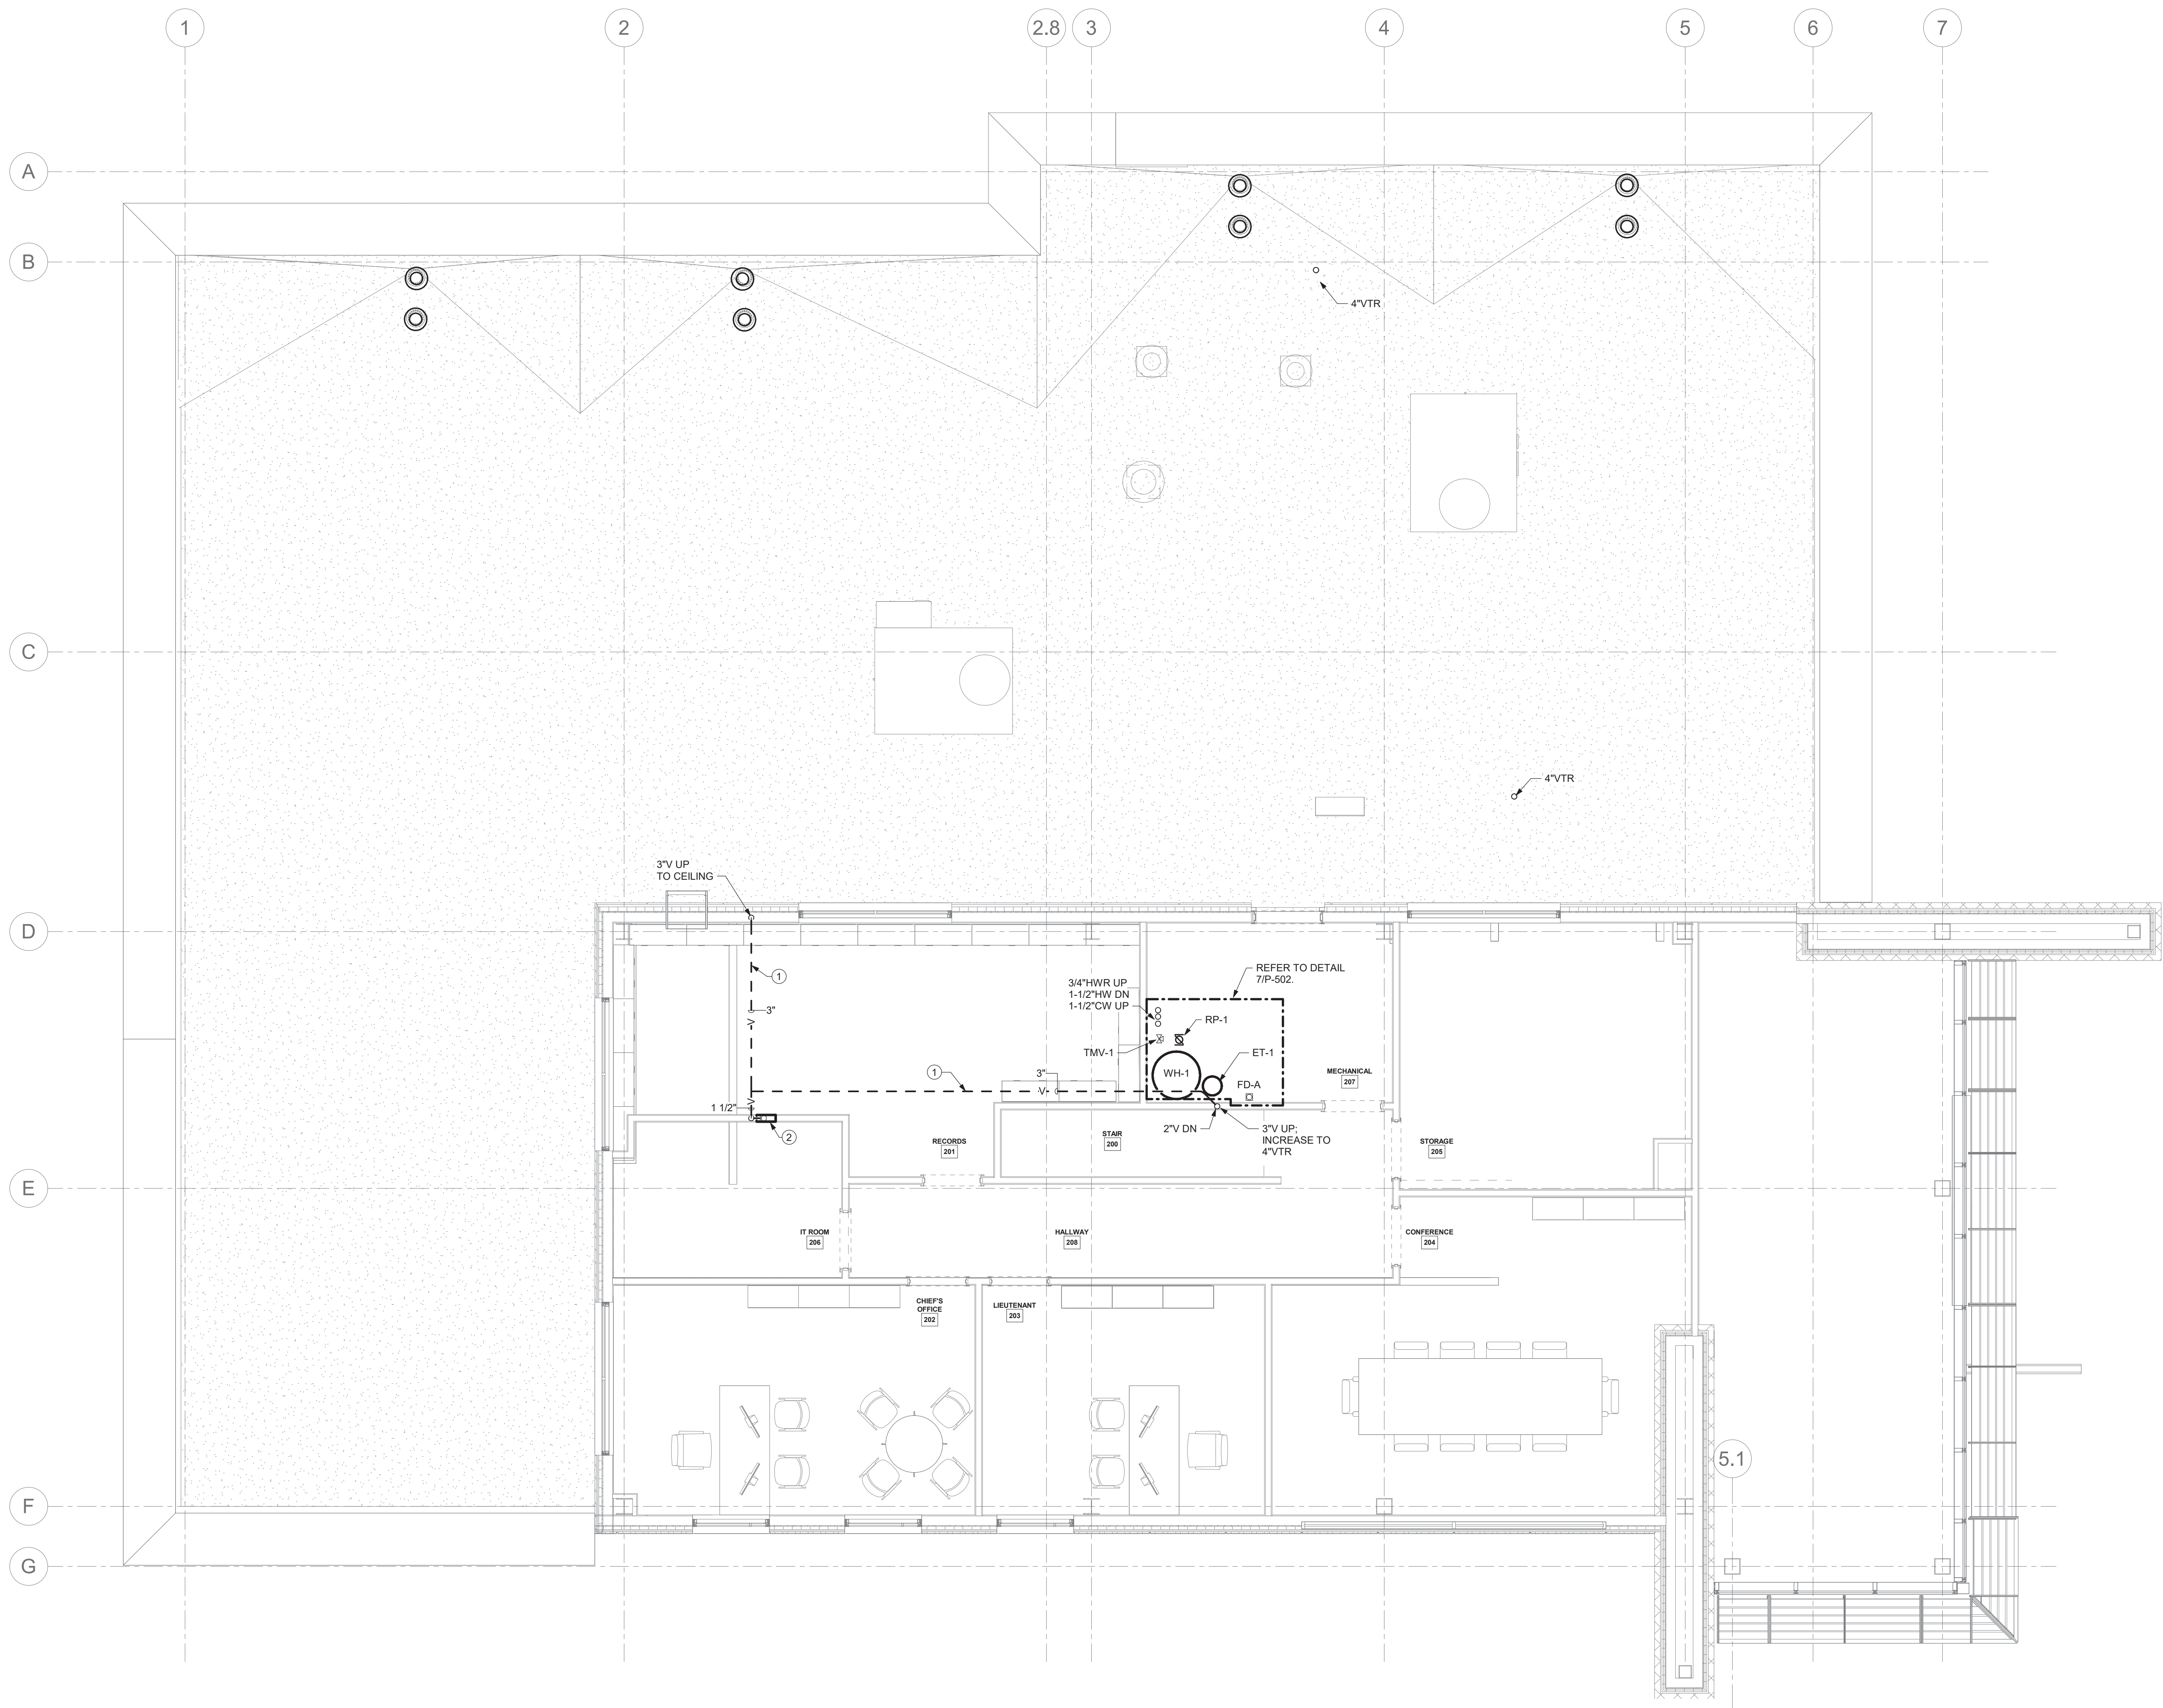 1
2
2.8
3
4
5
6
7
A
B
4"VTR
C
4"VTR
3"V UP
TO CEILING
D
1
REFER TO DETAIL
7/P-502.
3/4"HWR UP
1-1/2"HW DN
1-1/2"CW UP
3"
V
RP-1
TMV-1
ET-1
WH-1
1
3"
V
FD-A
MECHANICAL
207
1 1/2"
V
2
2"V DN
3"V UP;
INCREASE TO
4"VTR
RECORDS
201
STAIR
200
STORAGE
205
E
IT ROOM
206
HALLWAY
208
CONFERENCE
204
CHIEF'S
OFFICE
202
LIEUTENANT
203
5.1
F
G